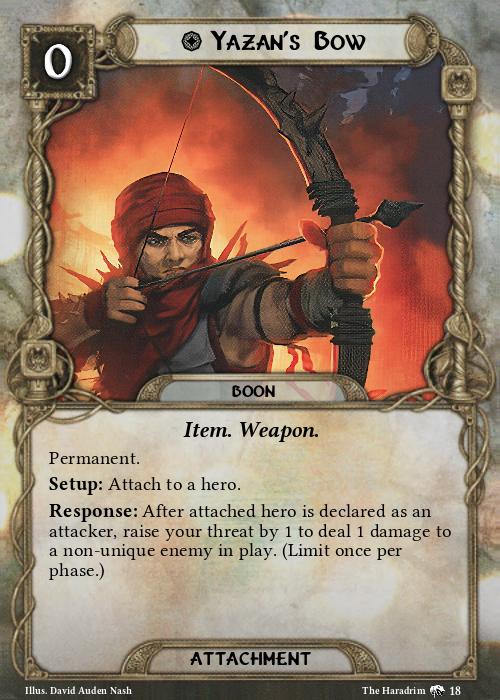 0
Yazan's Bow
BOON
Item. Weapon.
Permanent.
Setup: Attach to a hero.
Response: After attached hero is declared as an
attacker, raise your threat by 1 to deal 1 damage to
a non-unique enemy in play. (Limit once per
phase.)
ATTACHMENT
Illus. David Auden Nash
The Haradrim 18